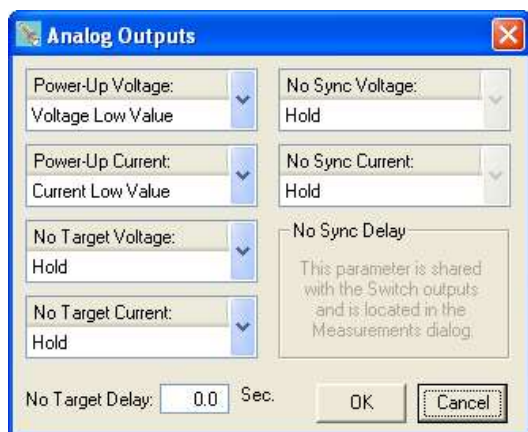 Analog Outputs
Power-Up Voltage:
Voltage Low Value
Power-Up Current:
Current Low Value
No Target Voltage:
Hold
No Target Current:
Hold
No Target Delay: 0.0 Sec.
No Sync Voltage:
Hold
No Sync Current:
Hold
No Sync Delay
This parameter is shared
with the Switch outputs
and is located in the
Measurements dialog.
OK
Cancel